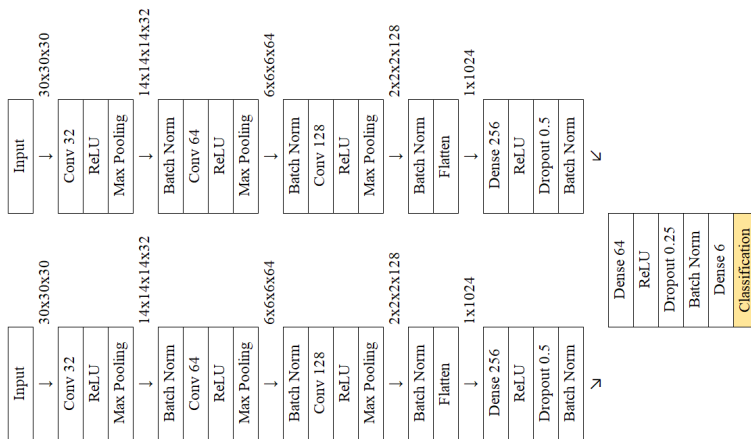 Input
30x30x30
Conv 32
ReLU
Max Pooling
14x14x14x32
Batch Norm
Conv 64
ReLU
Max Pooling
6x6x6x64
Batch Norm
Conv 128
ReLU
Max Pooling
2x2x2x128
Batch Norm
Flatten
1x1024
Dense 256
ReLU
Dropout 0.5
Batch Norm
Input
30x30x30
Conv 32
ReLU
Max Pooling
14x14x14x32
Batch Norm
Conv 64
ReLU
Max Pooling
6x6x6x64
Batch Norm
Conv 128
ReLU
Max Pooling
2x2x2x128
Batch Norm
Flatten
1x1024
Dense 256
ReLU
Dropout 0.5
Batch Norm
Dense 64
ReLU
Dropout 0.25
Batch Norm
Dense 6
Classification